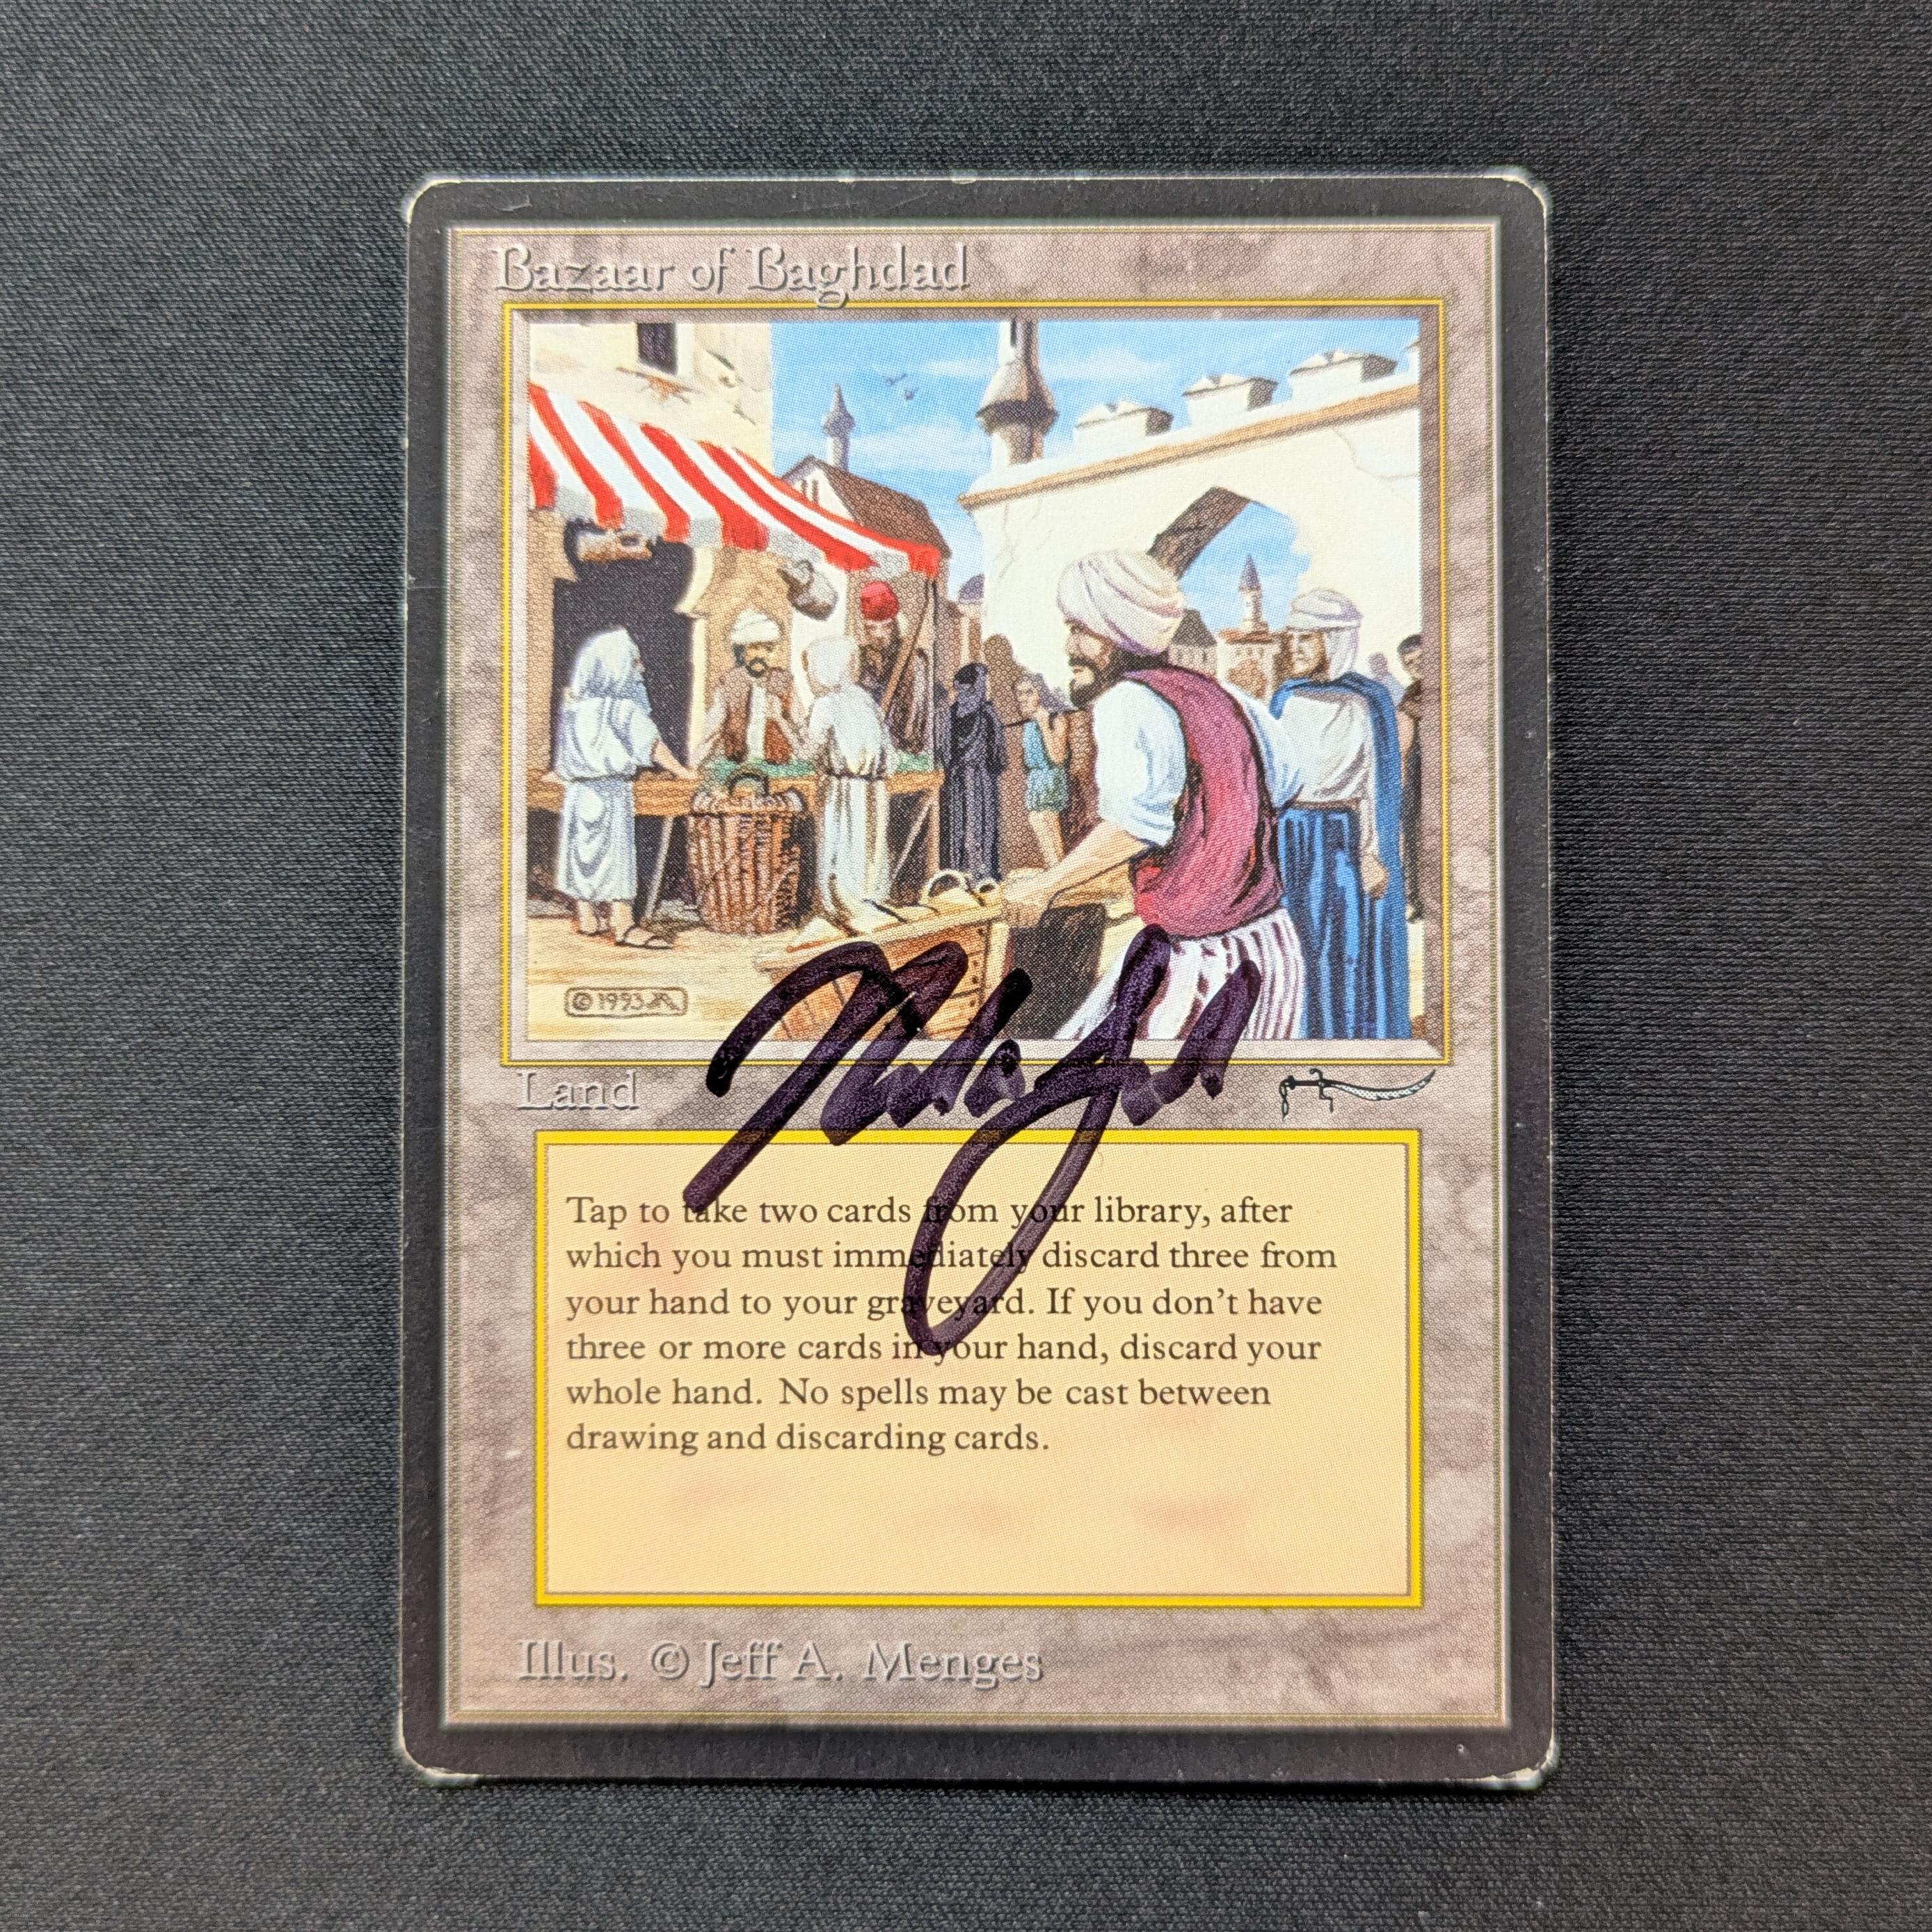 Bazaar of Baghdad
© 1993 JAM
Land
Tap to take two cards from your library, after
which you must immediately discard three from
your hand to your graveyard. If you don't have
three or more cards in your hand, discard your
whole hand. No spells may be cast between
drawing and discarding cards.
Illus. © Jeff A. Menges